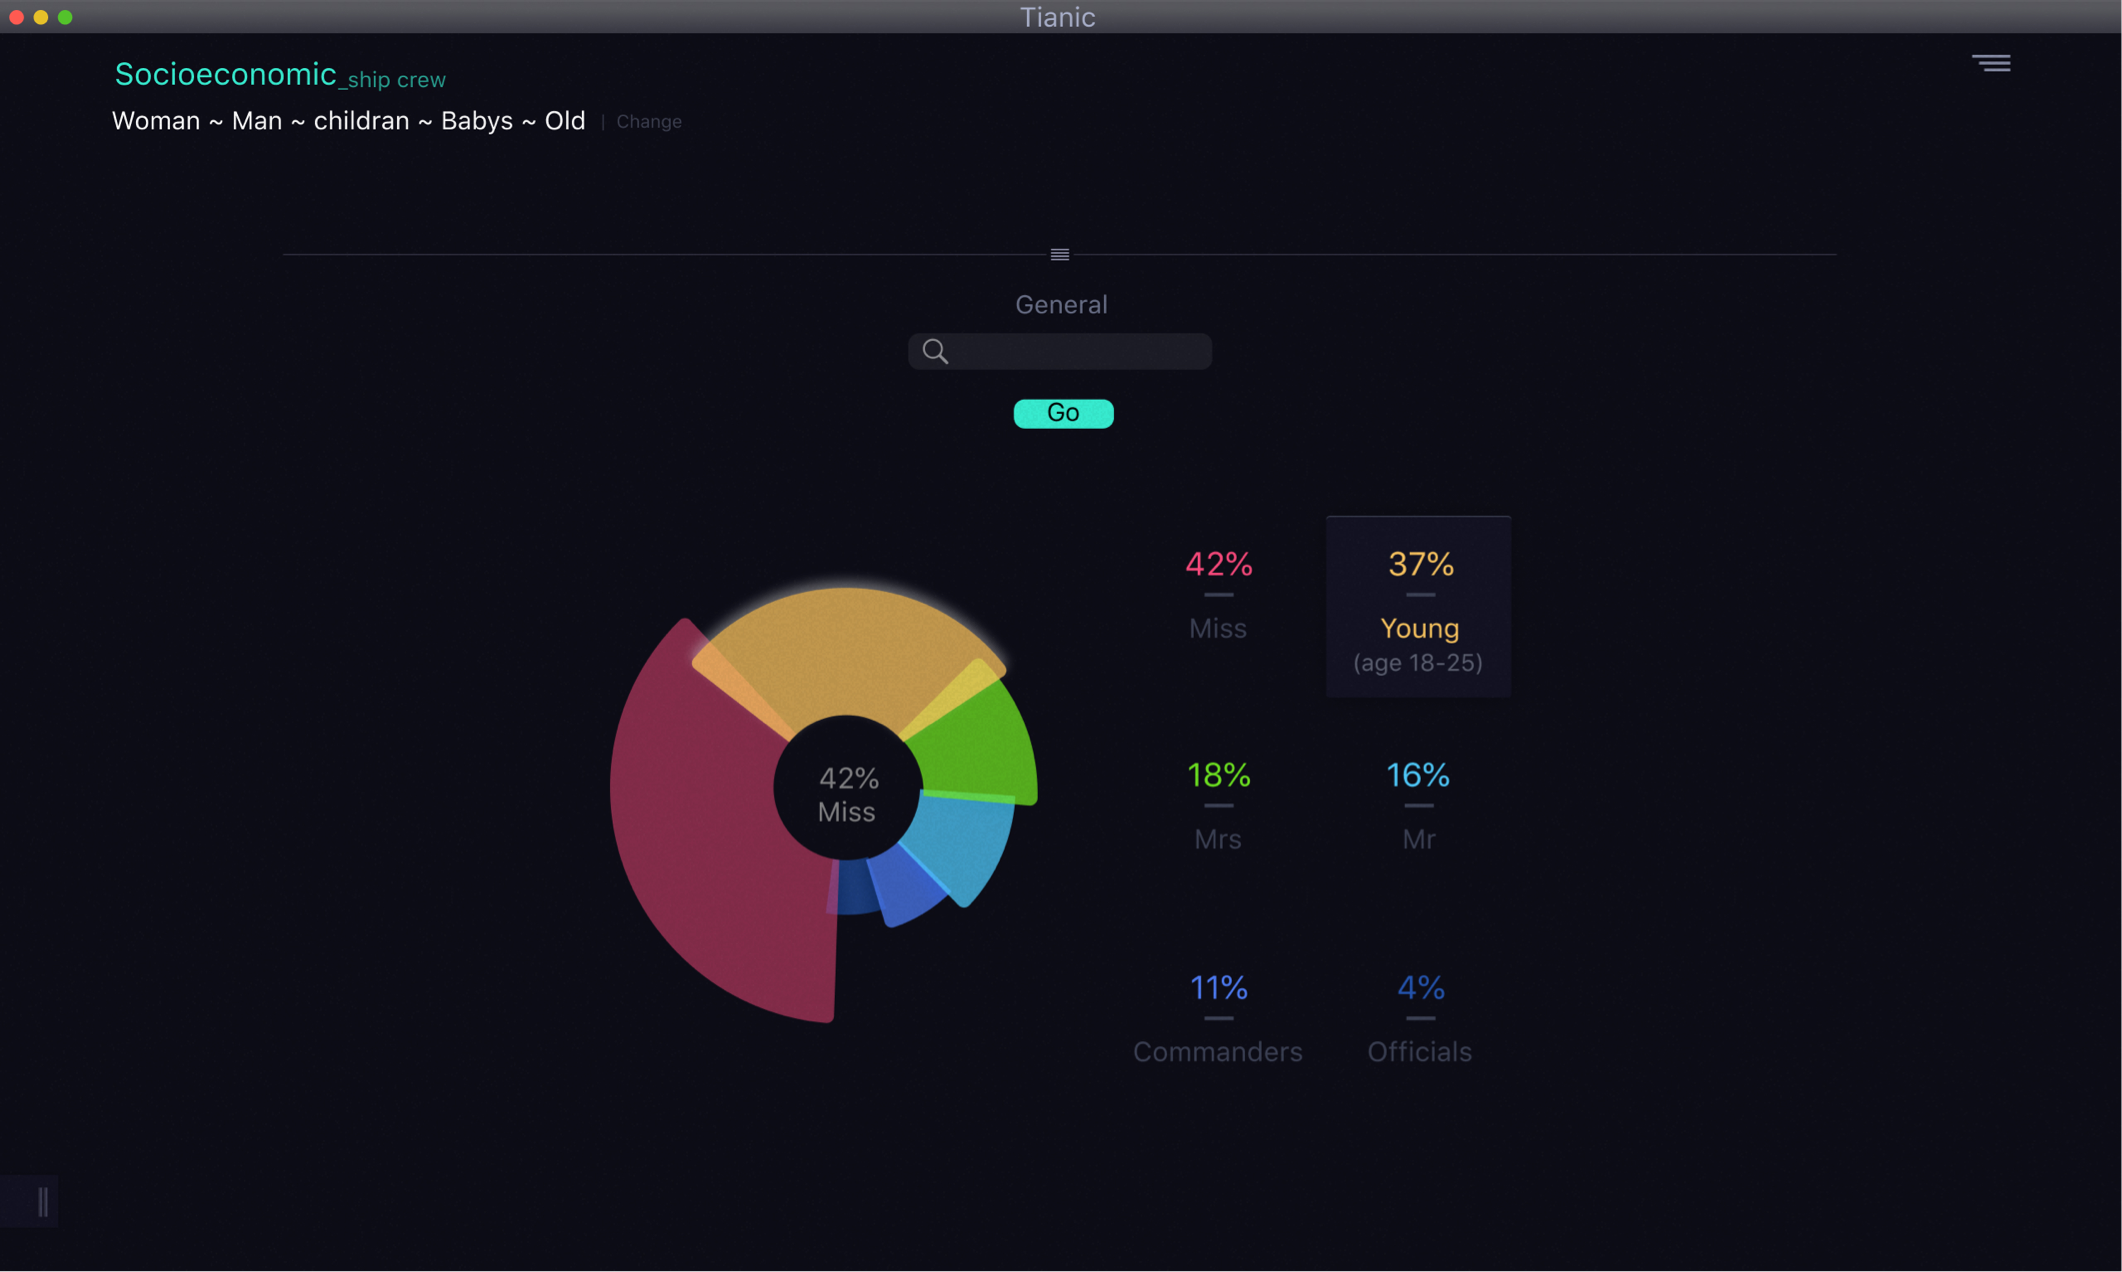 Tianic
Socioeconomic_ship crew
Woman ~ Man ~ childran ~ Babys ~ Old | Change
General
Go
42%
Miss
37%
Young
(age 18-25)
42%
Miss
18%
Mrs
16%
Mr
11%
Commanders
4%
Officials